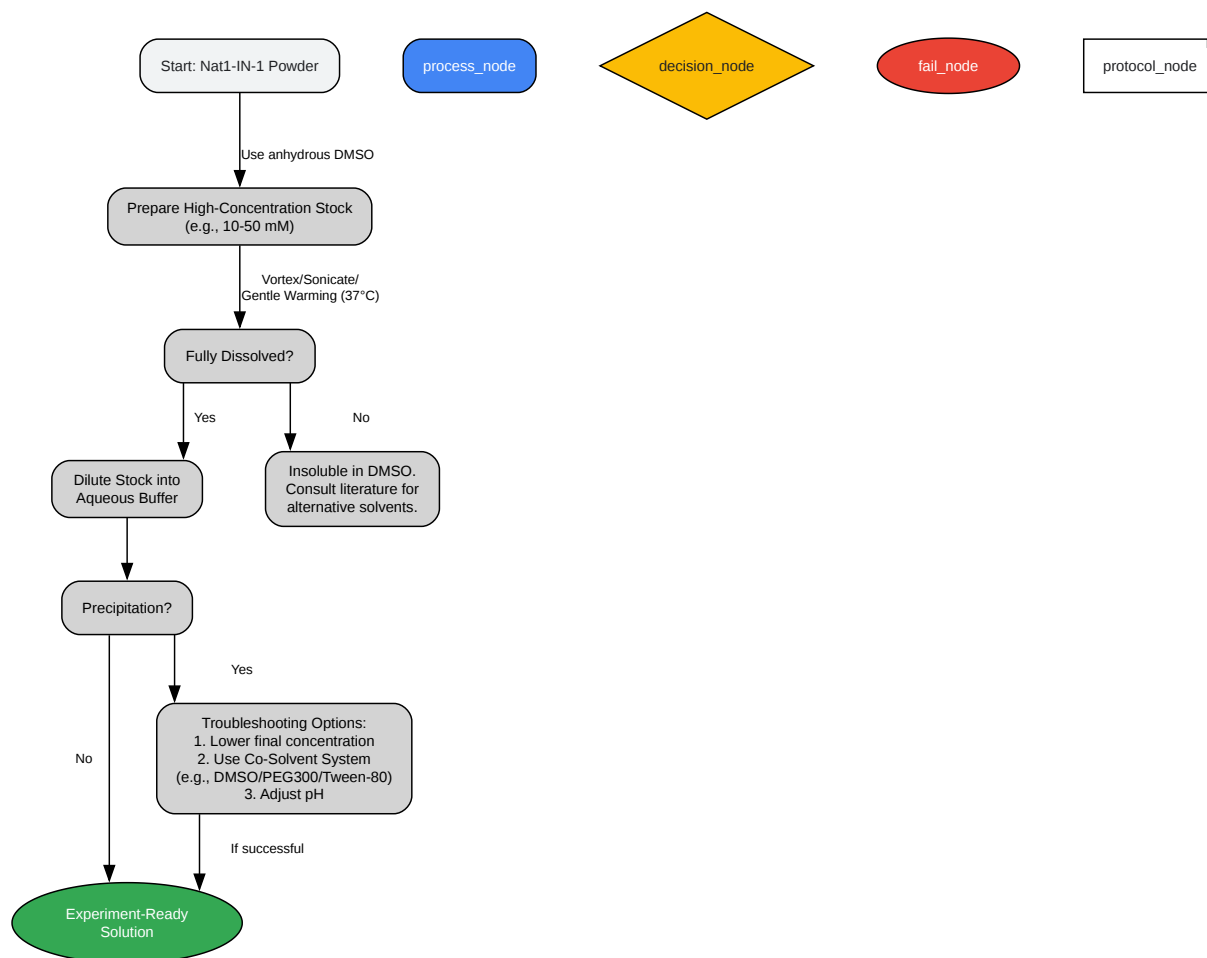 Start: Nat1-IN-1 Powder
process_node
decision_node
fail_node
protocol_node
Use anhydrous DMSO
Prepare High-Concentration Stock
(e.g., 10-50 mM)
Vortex/Sonicate/
Gentle Warming (37°C)
Fully Dissolved?
Yes
No
Dilute Stock into
Aqueous Buffer
Insoluble in DMSO.
Consult literature for
alternative solvents.
Precipitation?
Yes
No
Troubleshooting Options:
1. Lower final concentration
2. Use Co-Solvent System
(e.g., DMSO/PEG300/Tween-80)
3. Adjust pH
If successful
Experiment-Ready
Solution